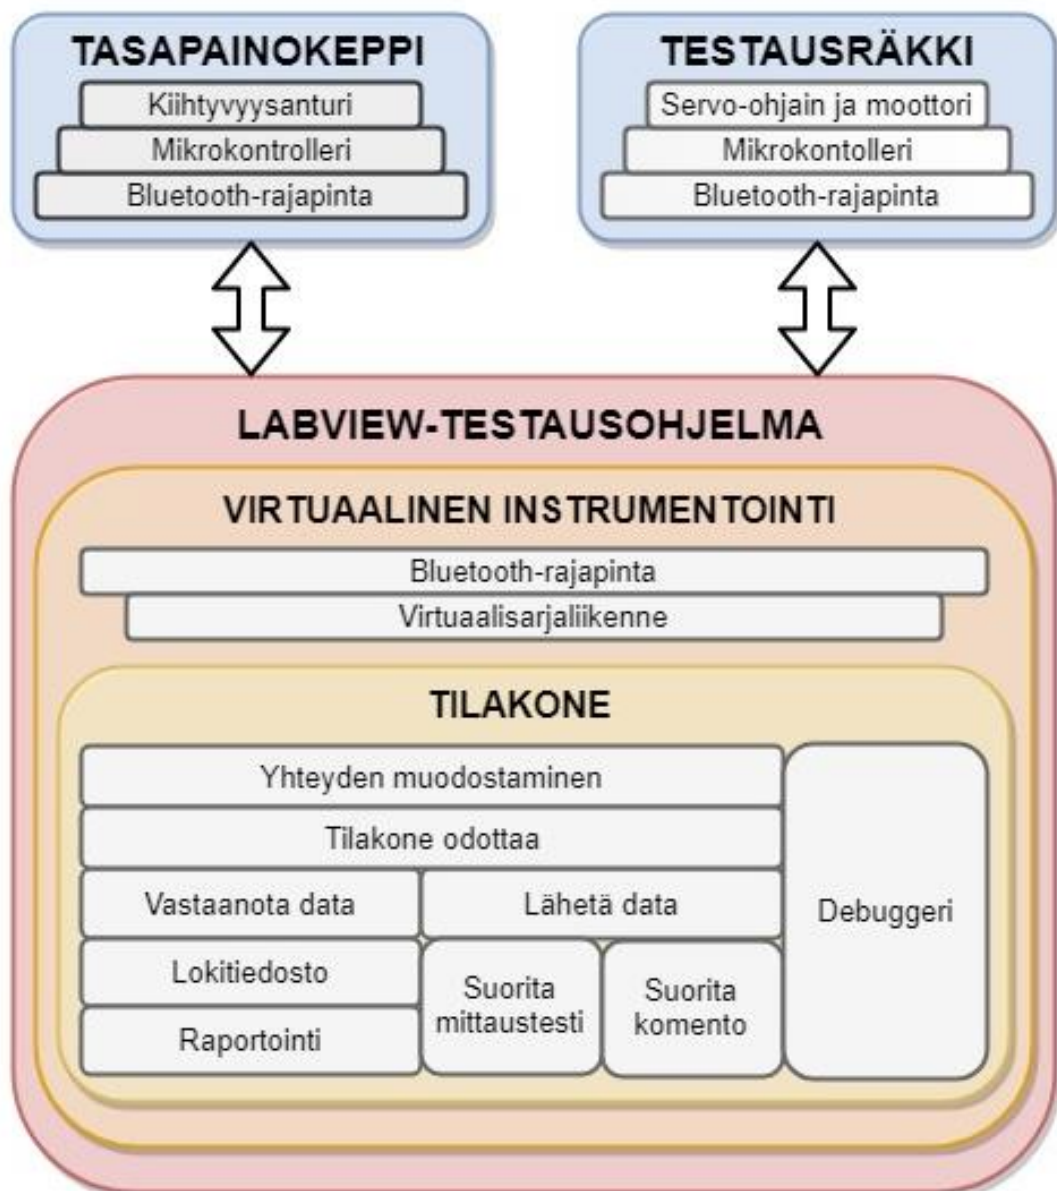 TASAPAINOKEPPI
Kiihtyvyysanturi
Mikrokontrolleri
Bluetooth-rajapinta
TESTAUSRÄKKI
Servo-ohjain ja moottori
Mikrokontolleri
Bluetooth-rajapinta
LABVIEW-TESTAUSOHJELMA
VIRTUAALINEN INSTRUMENTOINTI
Bluetooth-rajapinta
Virtuaalisarjaliikenne
TILAKONE
Yhteyden muodostaminen
Tilakone odottaa
Vastaanota data
Lähetä data
Lokitiedosto
Raportointi
Suorita
mittaustesti
Suorita
komento
Debuggeri